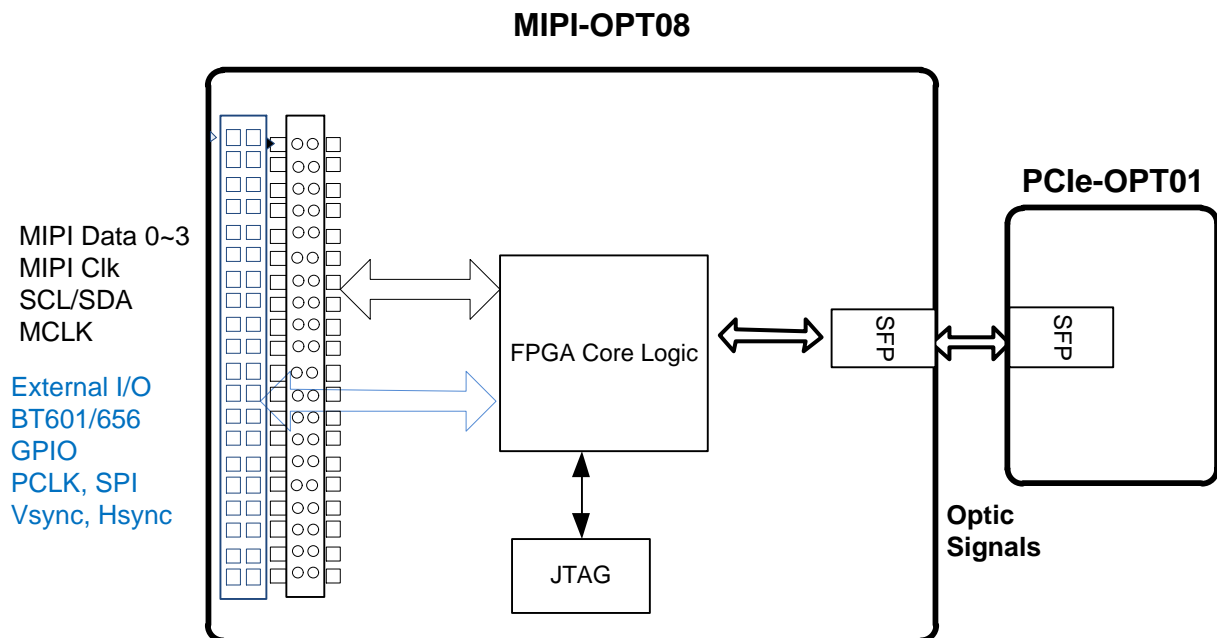 MIPI-OPT08
PCIe-OPT01
MIPI Data 0~3
MIPI Clk
SCL/SDA
MCLK
External I/O
BT601/656
GPIO
PCLK, SPI
Vsync, Hsync
FPGA Core Logic
SFP
SFP
JTAG
Optic
Signals